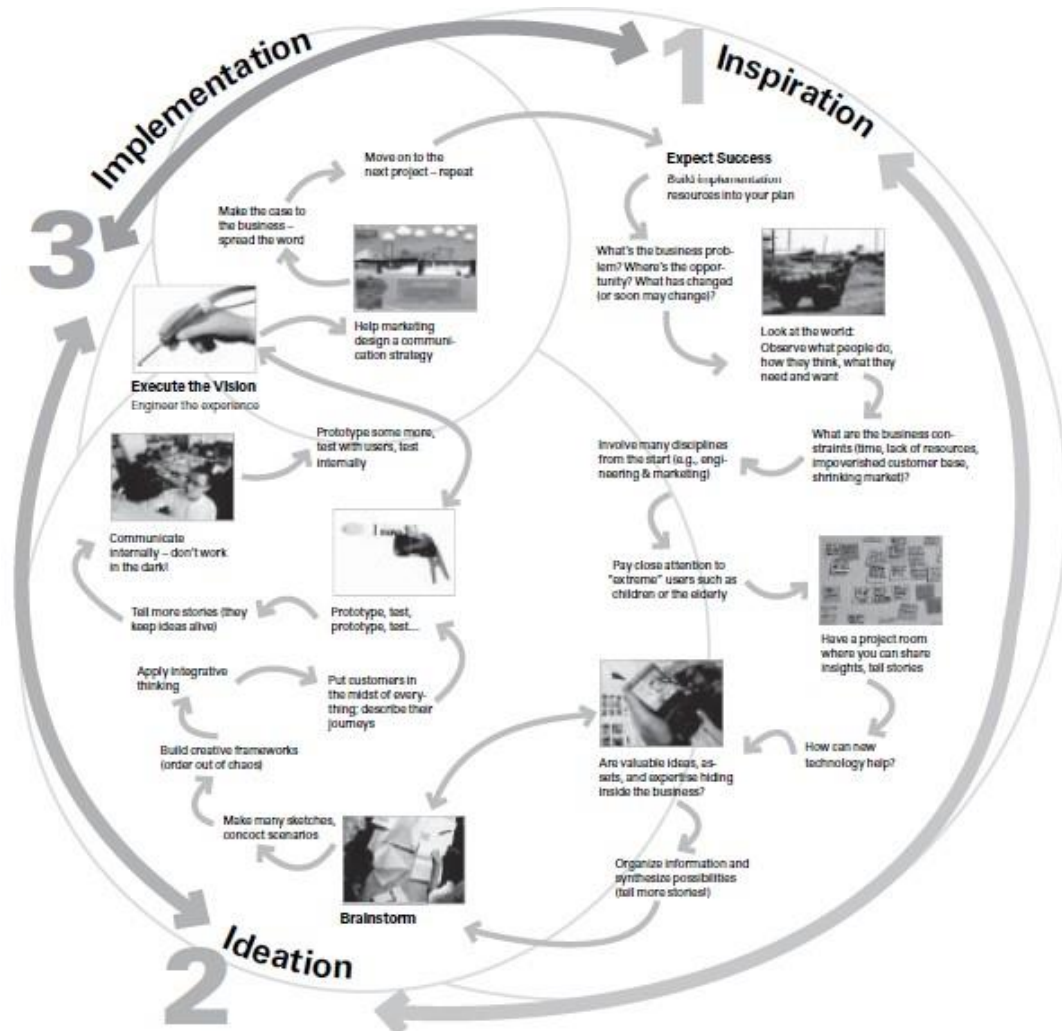 1
Inspiration
Expect Success
Build implementation
resources into your plan
What's the business prob-
lem? Where's the oppor-
tunity? What has changed
(or soon may change)?
Look at the world:
Observe what people do,
how they think, what they
need and want
What are the business con-
straints (time, lack of resources,
impoverished customer base,
shrinking market)?
Involve many disciplines
from the start (e.g., engi-
neering & marketing)
Pay close attention to
"extreme" users such as
children or the elderly
Have a project room
where you can share
insights, tell stories
How can new
technology help?
Are valuable ideas, as-
sets, and expertise hiding
inside the business?
Organize information and
synthesize possibilities
(tell more stories!)
2
Ideation
Brainstorm
Make many sketches,
concoct scenarios
Build creative frameworks
(order out of chaos)
Apply integrative
thinking
Put customers in
the midst of every-
thing; describe their
journeys
Prototype, test,
prototype, test...
Tell more stories (they
keep ideas alive)
Communicate
internally – don't work
in the dark!
Prototype some more,
test with users, test
internally
3
Implementation
Execute the Vision
Engineer the experience
Help marketing
design a communi-
cation strategy
Make the case to
the business –
spread the word
Move on to the
next project – repeat